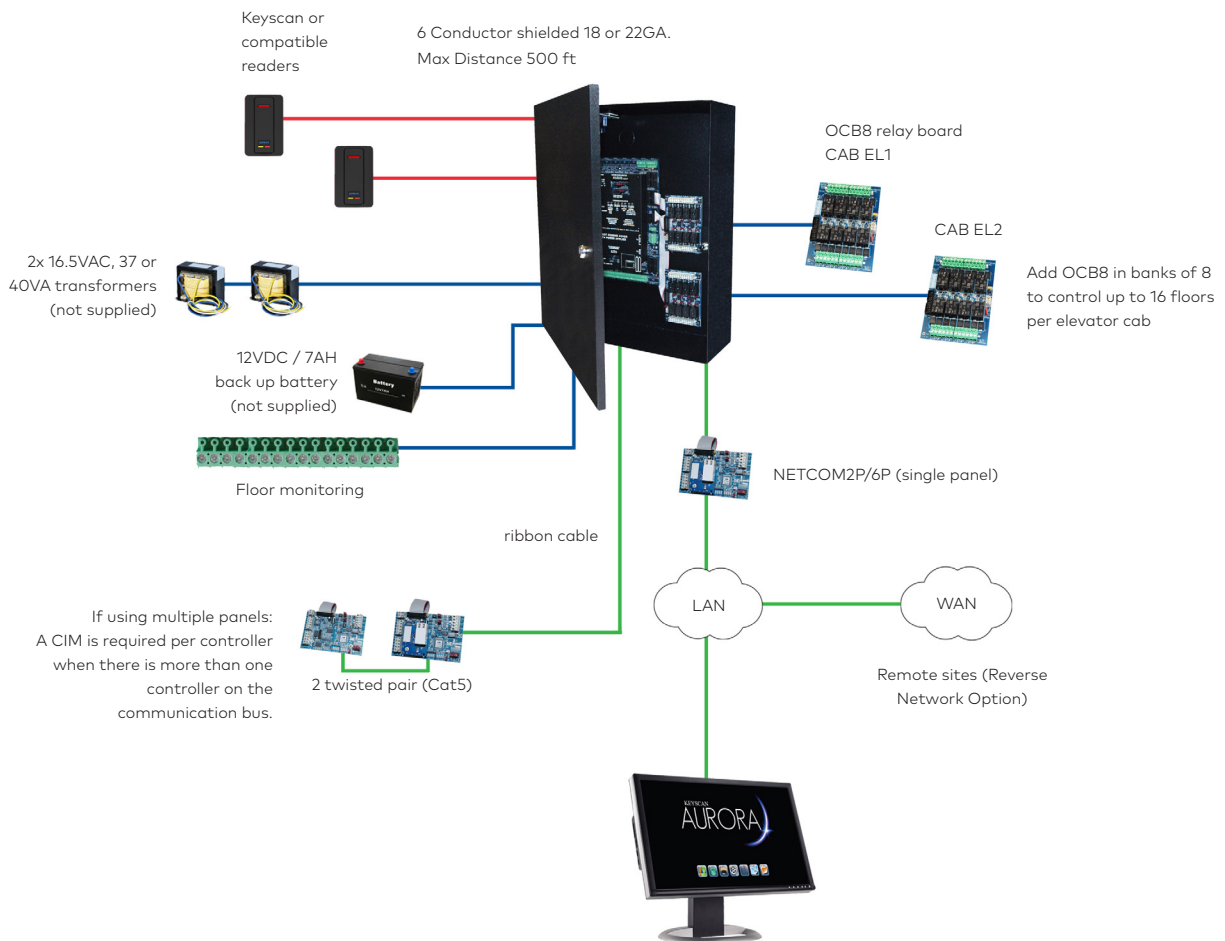 Keyscan or
compatible
readers
6 Conductor shielded 18 or 22GA.
Max Distance 500 ft
OCB8 relay board
CAB EL1
CAB EL2
Add OCB8 in banks of 8
to control up to 16 floors
per elevator cab
2x 16.5VAC, 37 or
40VA transformers
(not supplied)
12VDC / 7AH
back up battery
(not supplied)
Battery
Floor monitoring
NETCOM2P/6P (single panel)
ribbon cable
LAN
WAN
If using multiple panels:
A CIM is required per controller
when there is more than one
controller on the
communication bus.
2 twisted pair (Cat5)
Remote sites (Reverse
Network Option)
KEYSCAN
AURORA